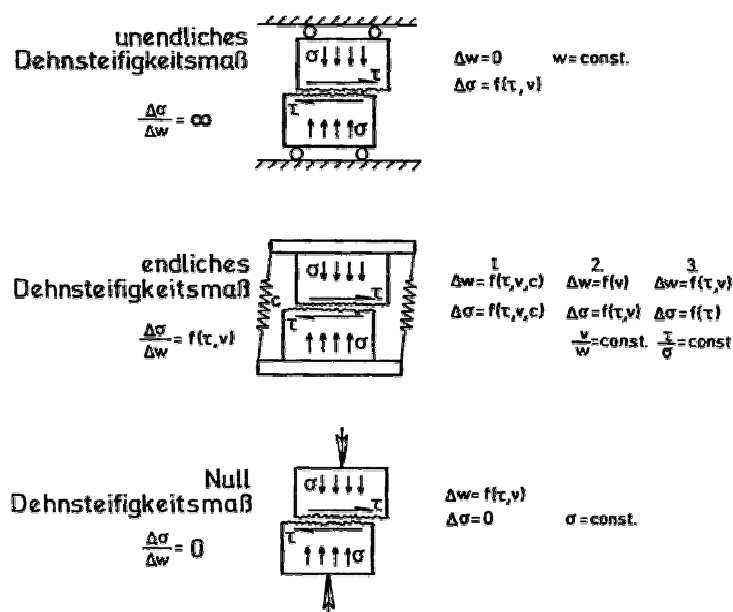 unendliches
Dehnsteifigkeitsmaß
Δσ/Δw = ∞
σ
τ
τ
σ
Δw=0 w=const.
Δσ=f(τ,v)
endliches
Dehnsteifigkeitsmaß
Δσ/Δw = f(τ,v)
c
σ
τ
τ
σ
1. 2. 3.
Δw=f(τ,v,c) Δw=f(v) Δw=f(τ,v)
Δσ=f(τ,v,c) Δσ=f(τ,v) Δσ=f(τ)
v/w=const. τ/σ=const
Null
Dehnsteifigkeitsmaß
Δσ/Δw = 0
σ
τ
τ
σ
Δw=f(τ,v)
Δσ=0 σ=const.